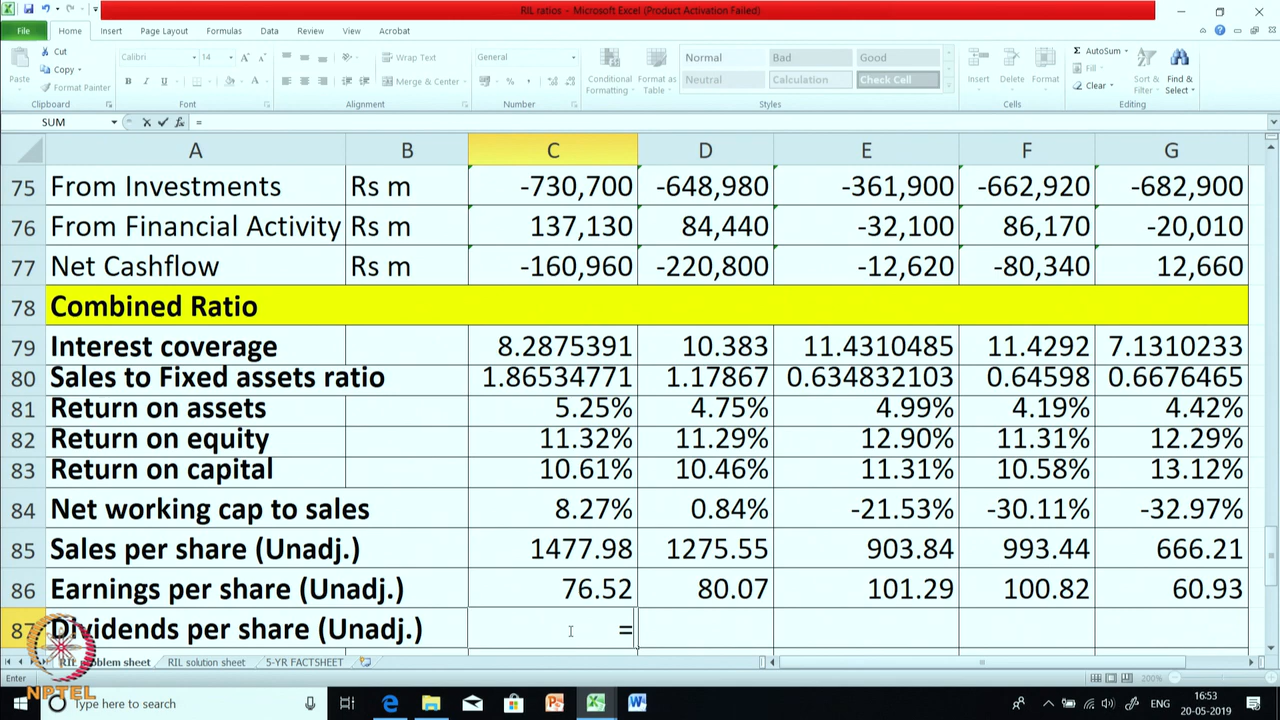 RIL ratios - Microsoft Excel (Product Activation Failed)
File Home Insert Page Layout Formulas Data Review View Acrobat
Paste Cut Copy Format Painter Clipboard
Calibri 14 B I U Font
Wrap Text Merge & Center Alignment
General % , Number
Conditional Formatting Format as Table
Normal Bad Good
Neutral Calculation Check Cell
Styles
Insert Delete Format Cells
Σ AutoSum Fill Clear Sort & Filter Find & Select Editing
SUM fx =
A B C D E F G
75 From Investments Rs m -730,700 -648,980 -361,900 -662,920 -682,900
76 From Financial Activity Rs m 137,130 84,440 -32,100 86,170 -20,010
77 Net Cashflow Rs m -160,960 -220,800 -12,620 -80,340 12,660
78 Combined Ratio
79 Interest coverage 8.2875391 10.383 11.4310485 11.4292 7.1310233
80 Sales to Fixed assets ratio 1.86534771 1.17867 0.634832103 0.64598 0.6676465
81 Return on assets 5.25% 4.75% 4.99% 4.19% 4.42%
82 Return on equity 11.32% 11.29% 12.90% 11.31% 12.29%
83 Return on capital 10.61% 10.46% 11.31% 10.58% 13.12%
84 Net working cap to sales 8.27% 0.84% -21.53% -30.11% -32.97%
85 Sales per share (Unadj.) 1477.98 1275.55 903.84 993.44 666.21
86 Earnings per share (Unadj.) 76.52 80.07 101.29 100.82 60.93
87 Dividends per share (Unadj.) =
RIL problem sheet RIL solution sheet 5-YR FACTSHEET
Enter 200%
NPTEL
Type here to search ENG 16:53
20-05-2019